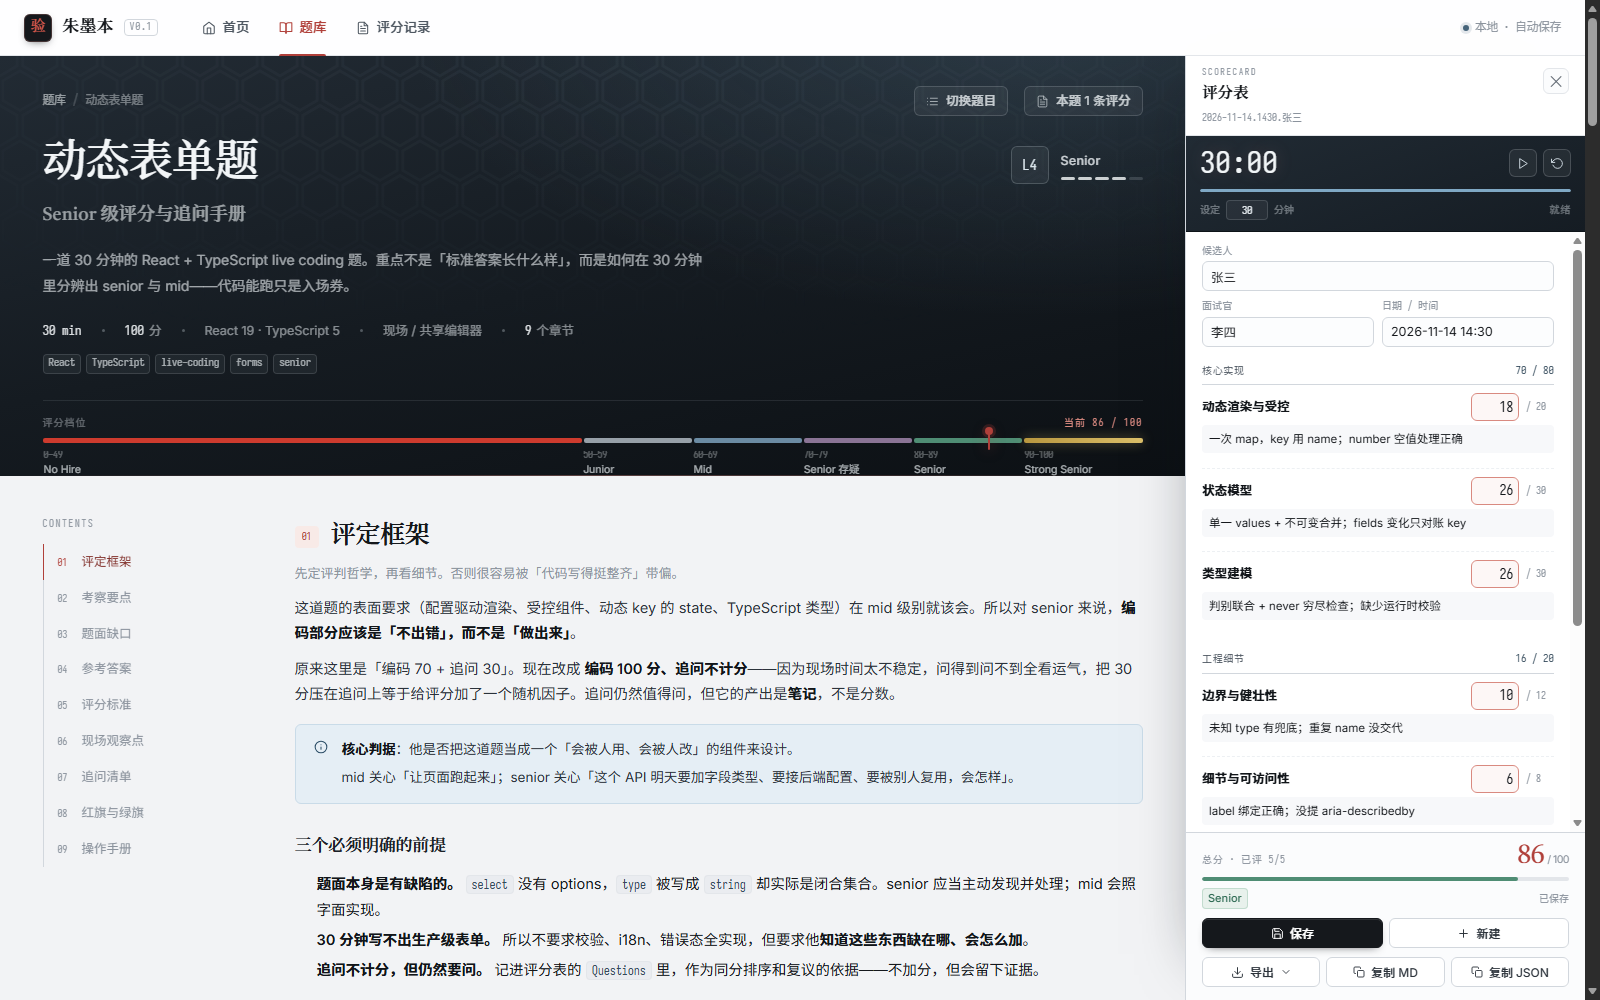 验 朱墨本 V0.1 首页 题库 评分记录 本地 · 自动保存
题库 / 动态表单题
切换题目 本题 1 条评分
动态表单题
L4 Senior
Senior 级评分与追问手册
一道 30 分钟的 React + TypeScript live coding 题。重点不是「标准答案长什么样」，而是如何在 30 分钟
里分辨出 senior 与 mid——代码能跑只是入场券。
30 min · 100 分 · React 19 · TypeScript 5 · 现场 / 共享编辑器 · 9 个章节
React TypeScript live-coding forms senior
评分档位 当前 86 / 100
0-49 50-59 60-69 70-79 80-89 90-100
No Hire Junior Mid Senior 存疑 Senior Strong Senior
CONTENTS
01 评定框架
02 考察要点
03 题面缺口
04 参考答案
05 评分标准
06 现场观察点
07 追问清单
08 红旗与绿旗
09 操作手册
01 评定框架
先定评判哲学，再看细节。否则很容易被「代码写得挺整齐」带偏。
这道题的表面要求（配置驱动渲染、受控组件、动态 key 的 state、TypeScript 类型）在 mid 级别就该会。所以对 senior 来说，编
码部分应该是「不出错」，而不是「做出来」。
原来这里是「编码 70 + 追问 30」。现在改成 编码 100 分、追问不计分——因为现场时间太不稳定，问得到问不到全看运气，把 30
分压在追问上等于给评分加了一个随机因子。追问仍然值得问，但它的产出是笔记，不是分数。
核心判据：他是否把这道题当成一个「会被人用、会被人改」的组件来设计。
mid 关心「让页面跑起来」；senior 关心「这个 API 明天要加字段类型、要接后端配置、要被别人复用，会怎样」。
三个必须明确的前提
题面本身是有缺陷的。 select 没有 options， type 被写成 string 却实际是闭合集合。senior 应当主动发现并处理；mid 会照
字面实现。
30 分钟写不出生产级表单。 所以不要求校验、i18n、错误态全实现，但要求他知道这些东西缺在哪、会怎么加。
追问不计分，但仍然要问。 记进评分表的 Questions 里，作为同分排序和复议的依据——不加分，但会留下证据。
SCORECARD
评分表
2026-11-14.1430.张三
30:00
设定 30 分钟 就绪
候选人
张三
面试官 日期 / 时间
李四 2026-11-14 14:30
核心实现 70 / 80
动态渲染与受控 18 / 20
一次 map，key 用 name；number 空值处理正确
状态模型 26 / 30
单一 values + 不可变合并；fields 变化只对账 key
类型建模 26 / 30
判别联合 + never 穷尽检查；缺少运行时校验
工程细节 16 / 20
边界与健壮性 10 / 12
未知 type 有兜底；重复 name 没交代
细节与可访问性 6 / 8
label 绑定正确；没提 aria-describedby
总分 · 已评 5/5 86 / 100
Senior 已保存
保存 新建
导出 复制 MD 复制 JSON